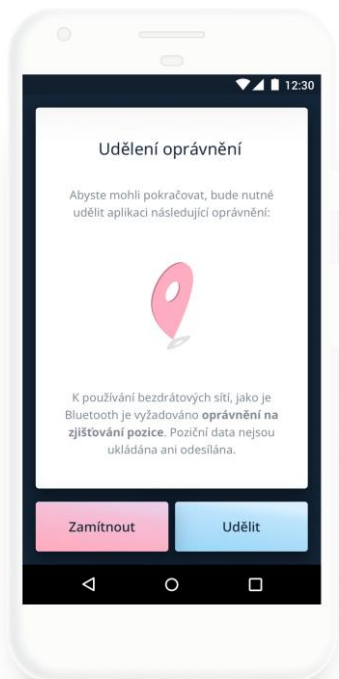 12:30
Udělení oprávnění
Abyste mohli pokračovat, bude nutné
udělit aplikaci následující oprávnění:
K používání bezdrátových sítí, jako je
Bluetooth je vyžadováno oprávnění na
zjišťování pozice. Poziční data nejsou
ukládána ani odesílána.
Zamítnout
Udělit